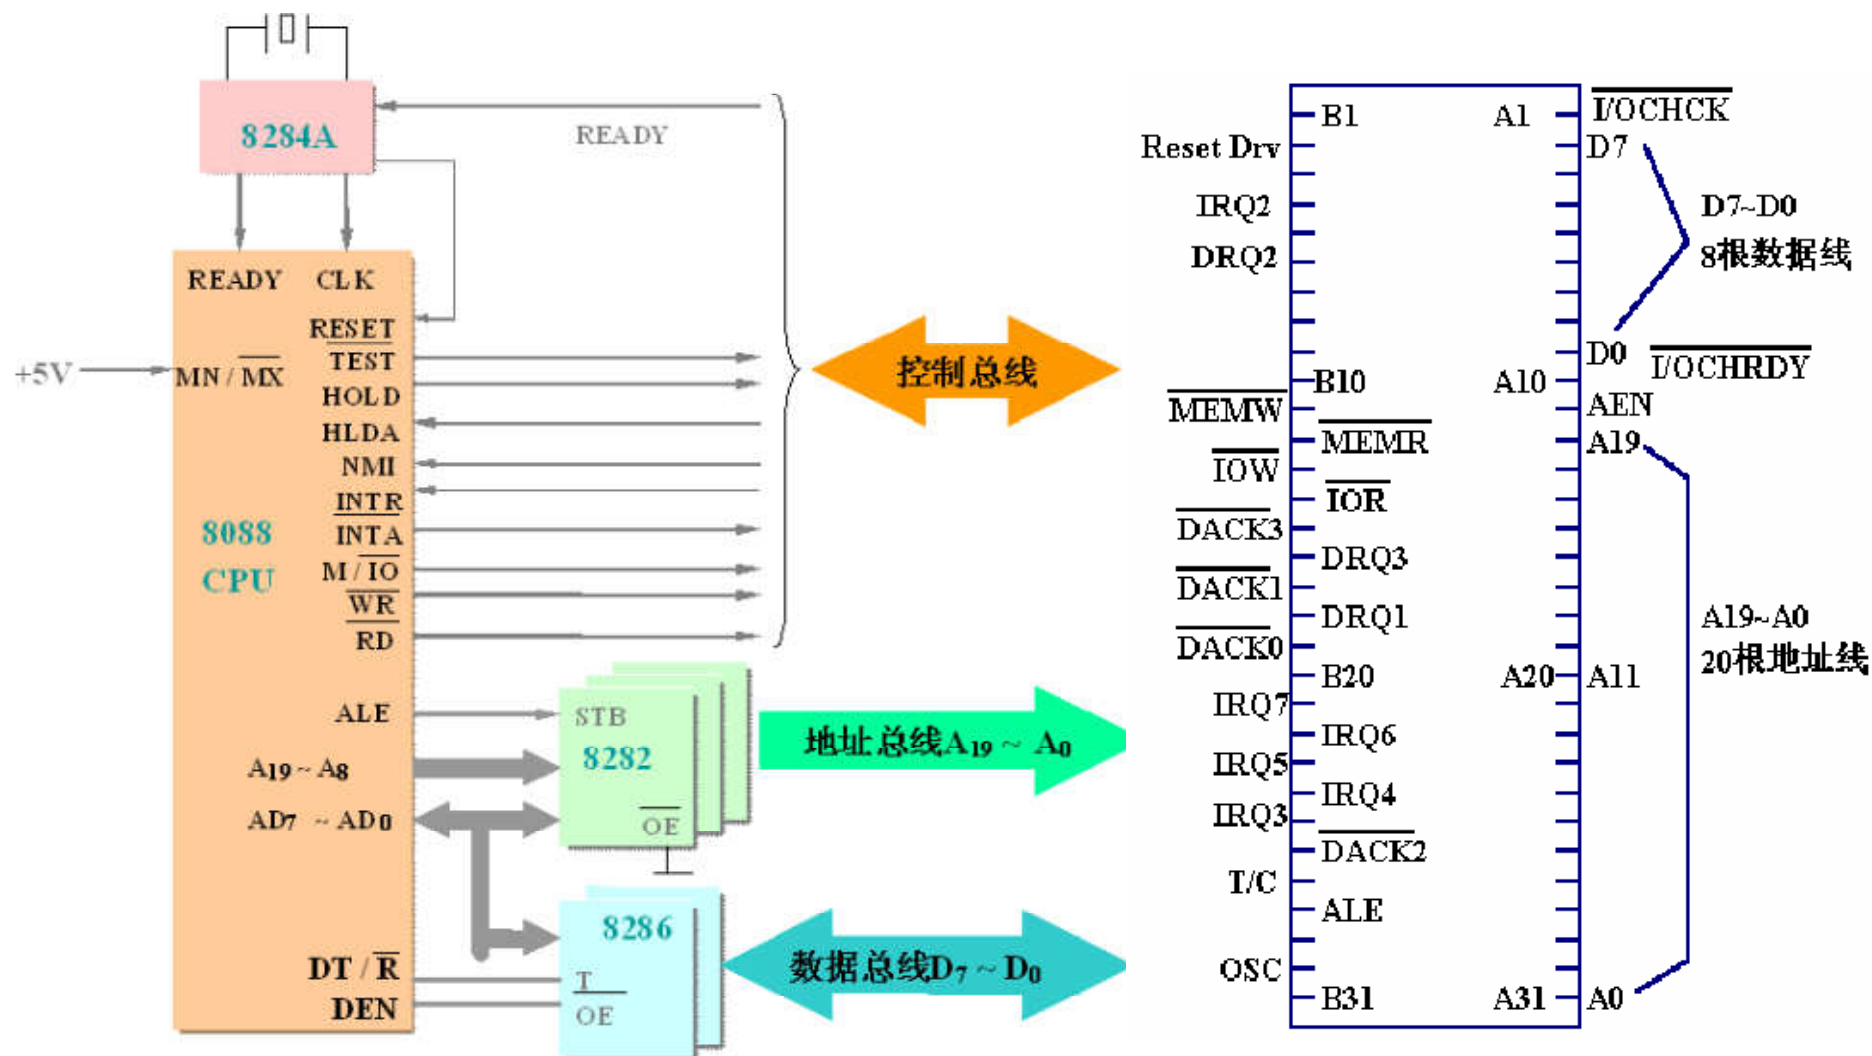 8284A
READY
READY CLK
RESET
TEST
+5V
MN / MX
HOLD
HLDA
NMI
INTR
INTA
8088
CPU
M / IO
WR
RD
ALE
A19 ~ A8
AD7 ~ AD0
DT / R
DEN
STB
8282
OE
8286
T
OE
控制总线
地址总线A19 ~ A0
数据总线D7 ~ D0
B1 A1 I/OCHCK
Reset Drv D7
IRQ2 D7~D0
DRQ2 8根数据线
D0 I/OCHRDY
B10 A10
MEMW AEN
MEMR A19
IOW
IOR
DACK3
DRQ3
DACK1
DRQ1 A19~A0
DACK0 20根地址线
B20 A20 A11
IRQ7
IRQ6
IRQ5
IRQ4
IRQ3
DACK2
T/C
ALE
OSC
B31 A31 A0